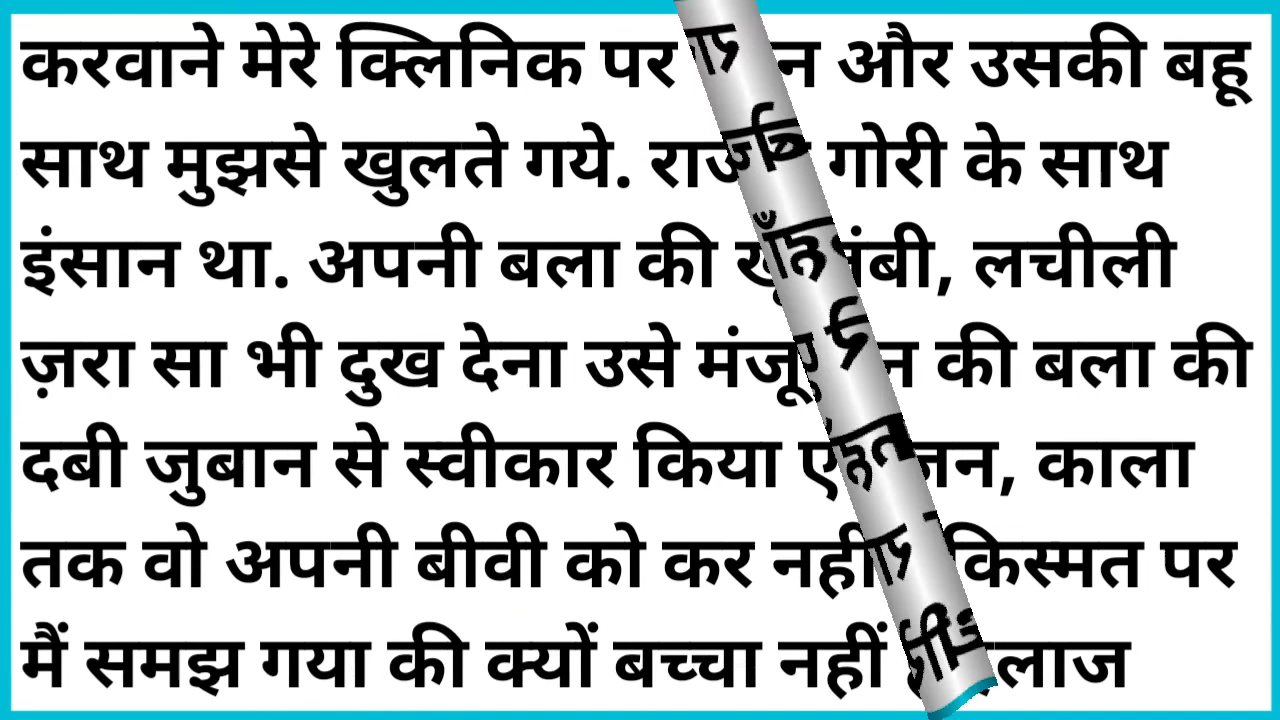 करवाने मेरे क्लिनिक पर और उसकी बहू
साथ मुझसे खुलते गये. गोरी के साथ
इंसान था. अपनी बला की लचीली
ज़रा सा भी दुख देना उसे की बला की
दबी जुबान से स्वीकार किया काला
तक वो अपनी बीवी को कर किस्मत पर
मैं समझ गया की क्यों बच्चा नहीं